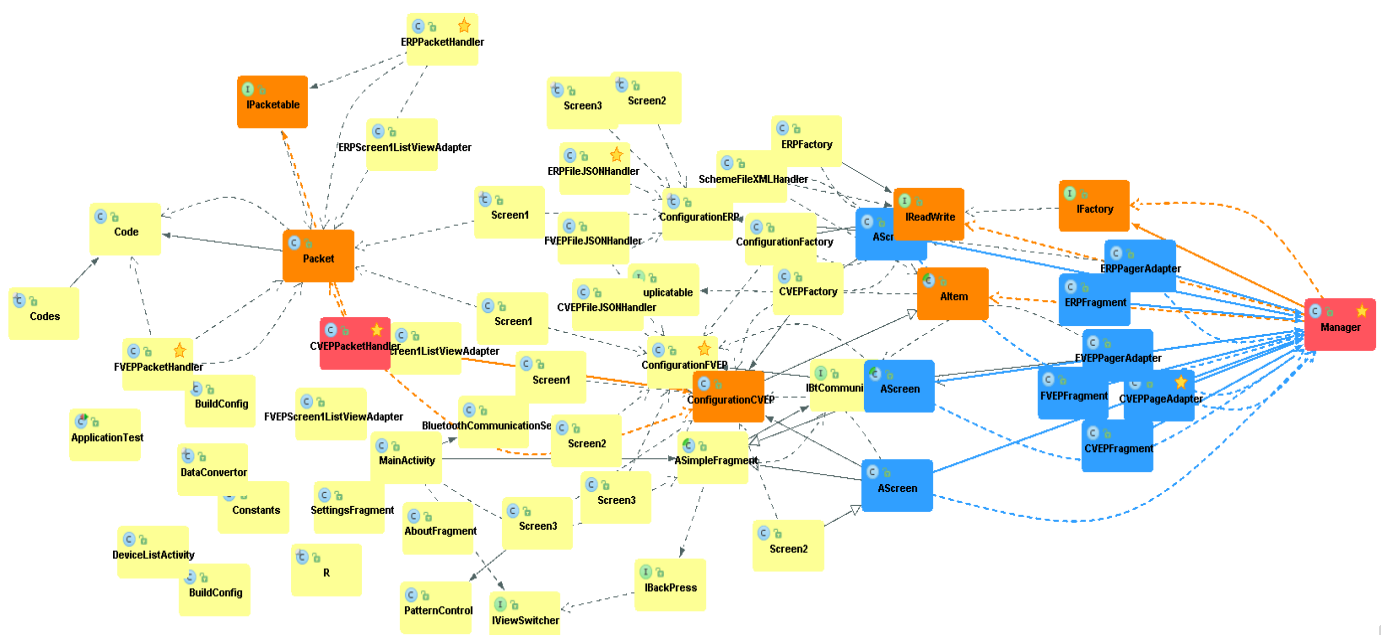 ERPPacketHandler
IPacketable
Screen3
Screen2
ERPScreen1ListViewAdapter
ERPFactory
ERPFileJSONHandler
SchemeFileXMLHandler
Code
Screen1
ConfigurationERP
IReadWrite
IFactory
FVEPFileJSONHandler
ConfigurationFactory
Packet
ERPPagerAdapter
CVEPFactory
AItem
ERPFragment
CVEPFileJSONHandler
Codes
Screen1
Manager
CVEPPacketHandler
FVEPPacketHandler
ConfigurationFVEP
Screen1
BuildConfig
ConfigurationCVEP
AScreen
FVEPFragment
CVEPPageAdapter
FVEPScreen1ListViewAdapter
ApplicationTest
Screen2
MainActivity
ASimpleFragment
CVEPFragment
DataConvertor
Constants
SettingsFragment
Screen3
AScreen
AboutFragment
Screen3
DeviceListActivity
Screen2
R
BuildConfig
IBackPress
PatternControl
IViewSwitcher